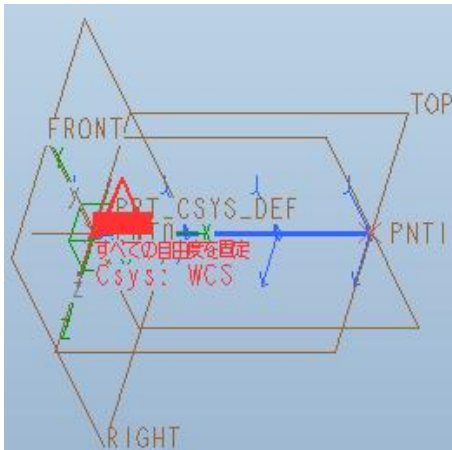 TOP
FRONT
PRT_CSYS_DEF
X
PNT1
すべての自由度を固定
Csys: WCS
RIGHT